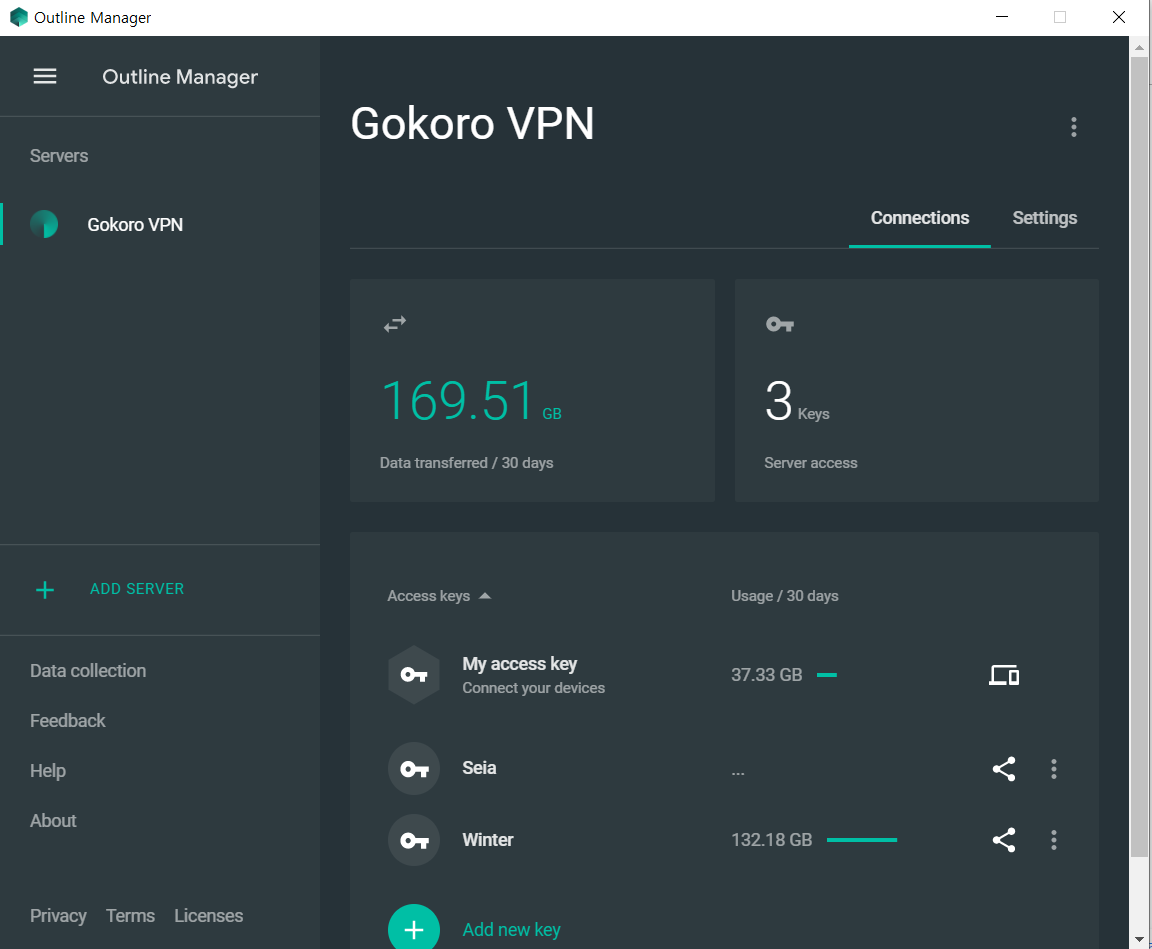 Outline Manager
Outline Manager
Servers
Gokoro VPN
ADD SERVER
Data collection
Feedback
Help
About
Privacy Terms Licenses
Gokoro VPN
Connections Settings
169.51 GB
Data transferred / 30 days
3 Keys
Server access
Access keys Usage / 30 days
My access key
Connect your devices
37.33 GB
Seia ...
Winter 132.18 GB
Add new key